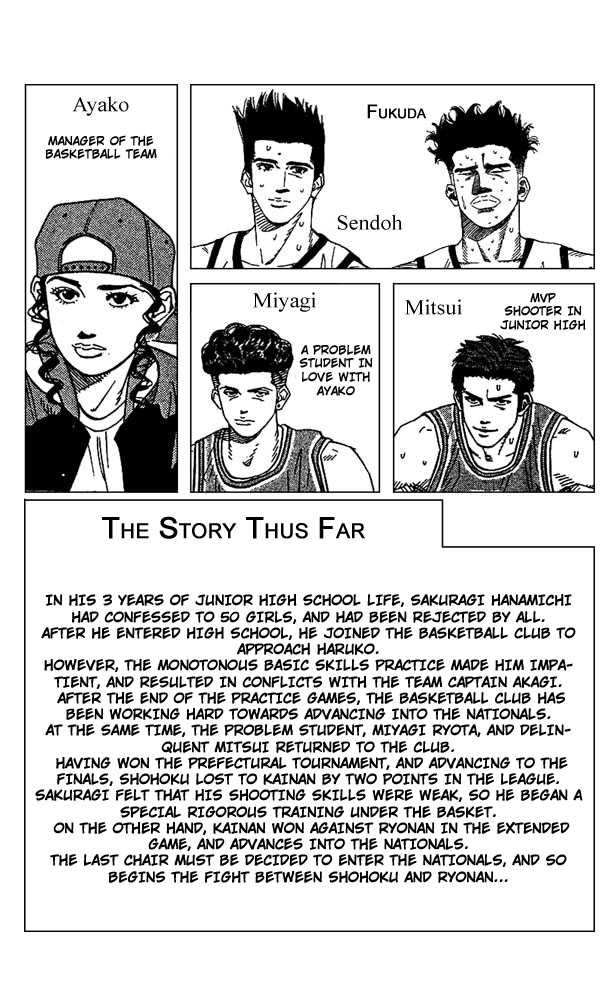 Ayako
MANAGER OF THE
BASKETBALL TEAM
FUKUDA
Sendoh
Miyagi
A PROBLEM
STUDENT IN
LOVE WITH
AYAKO
Mitsui
MVP
SHOOTER IN
JUNIOR HIGH
THE STORY THUS FAR
IN HIS 3 YEARS OF JUNIOR HIGH SCHOOL LIFE, SAKURAGI HANAMICHI
HAD CONFESSED TO 50 GIRLS, AND HAD BEEN REJECTED BY ALL.
AFTER HE ENTERED HIGH SCHOOL, HE JOINED THE BASKETBALL CLUB TO
APPROACH HARUKO.
HOWEVER, THE MONOTONOUS BASIC SKILLS PRACTICE MADE HIM IMPA-
TIENT, AND RESULTED IN CONFLICTS WITH THE TEAM CAPTAIN AKAGI.
AFTER THE END OF THE PRACTICE GAMES, THE BASKETBALL CLUB HAS
BEEN WORKING HARD TOWARDS ADVANCING INTO THE NATIONALS.
AT THE SAME TIME, THE PROBLEM STUDENT, MIYAGI RYOTA, AND DELIN-
QUENT MITSUI RETURNED TO THE CLUB.
HAVING WON THE PREFECTURAL TOURNAMENT, AND ADVANCING TO THE
FINALS, SHOHOKU LOST TO KAINAN BY TWO POINTS IN THE LEAGUE.
SAKURAGI FELT THAT HIS SHOOTING SKILLS WERE WEAK, SO HE BEGAN A
SPECIAL RIGOROUS TRAINING UNDER THE BASKET.
ON THE OTHER HAND, KAINAN WON AGAINST RYONAN IN THE EXTENDED
GAME, AND ADVANCES INTO THE NATIONALS.
THE LAST CHAIR MUST BE DECIDED TO ENTER THE NATIONALS, AND SO
BEGINS THE FIGHT BETWEEN SHOHOKU AND RYONAN...